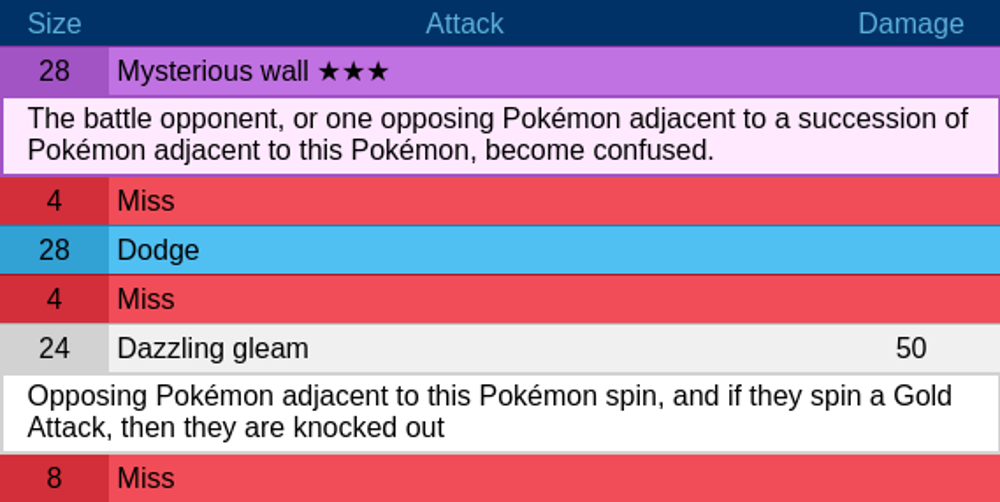 Size Attack Damage
28 Mysterious wall ★★★
The battle opponent, or one opposing Pokémon adjacent to a succession of
Pokémon adjacent to this Pokémon, become confused.
4 Miss
28 Dodge
4 Miss
24 Dazzling gleam 50
Opposing Pokémon adjacent to this Pokémon spin, and if they spin a Gold
Attack, then they are knocked out
8 Miss